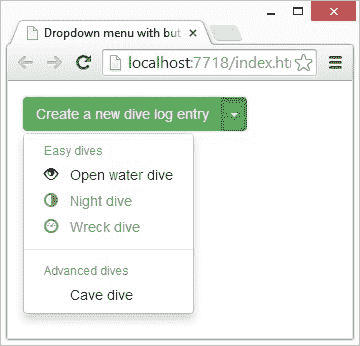 Dropdown menu with but
localhost:7718/index.ht
Create a new dive log entry
Easy dives
Open water dive
Night dive
Wreck dive
Advanced dives
Cave dive